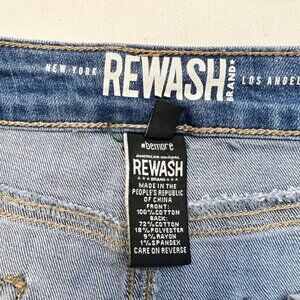 NEW YORK REWASH BRAND LOS ANGELE
#bemore
AMERICAN ORIGINAL
REWASH
BRAND
MADE IN THE
PEOPLE'S REPUBLIC
OF CHINA
FRONT:
100% COTTON
BACK:
72% COTTON
18% POLYESTER
9% RAYON
1% SPANDEX
CARE ON REVERSE